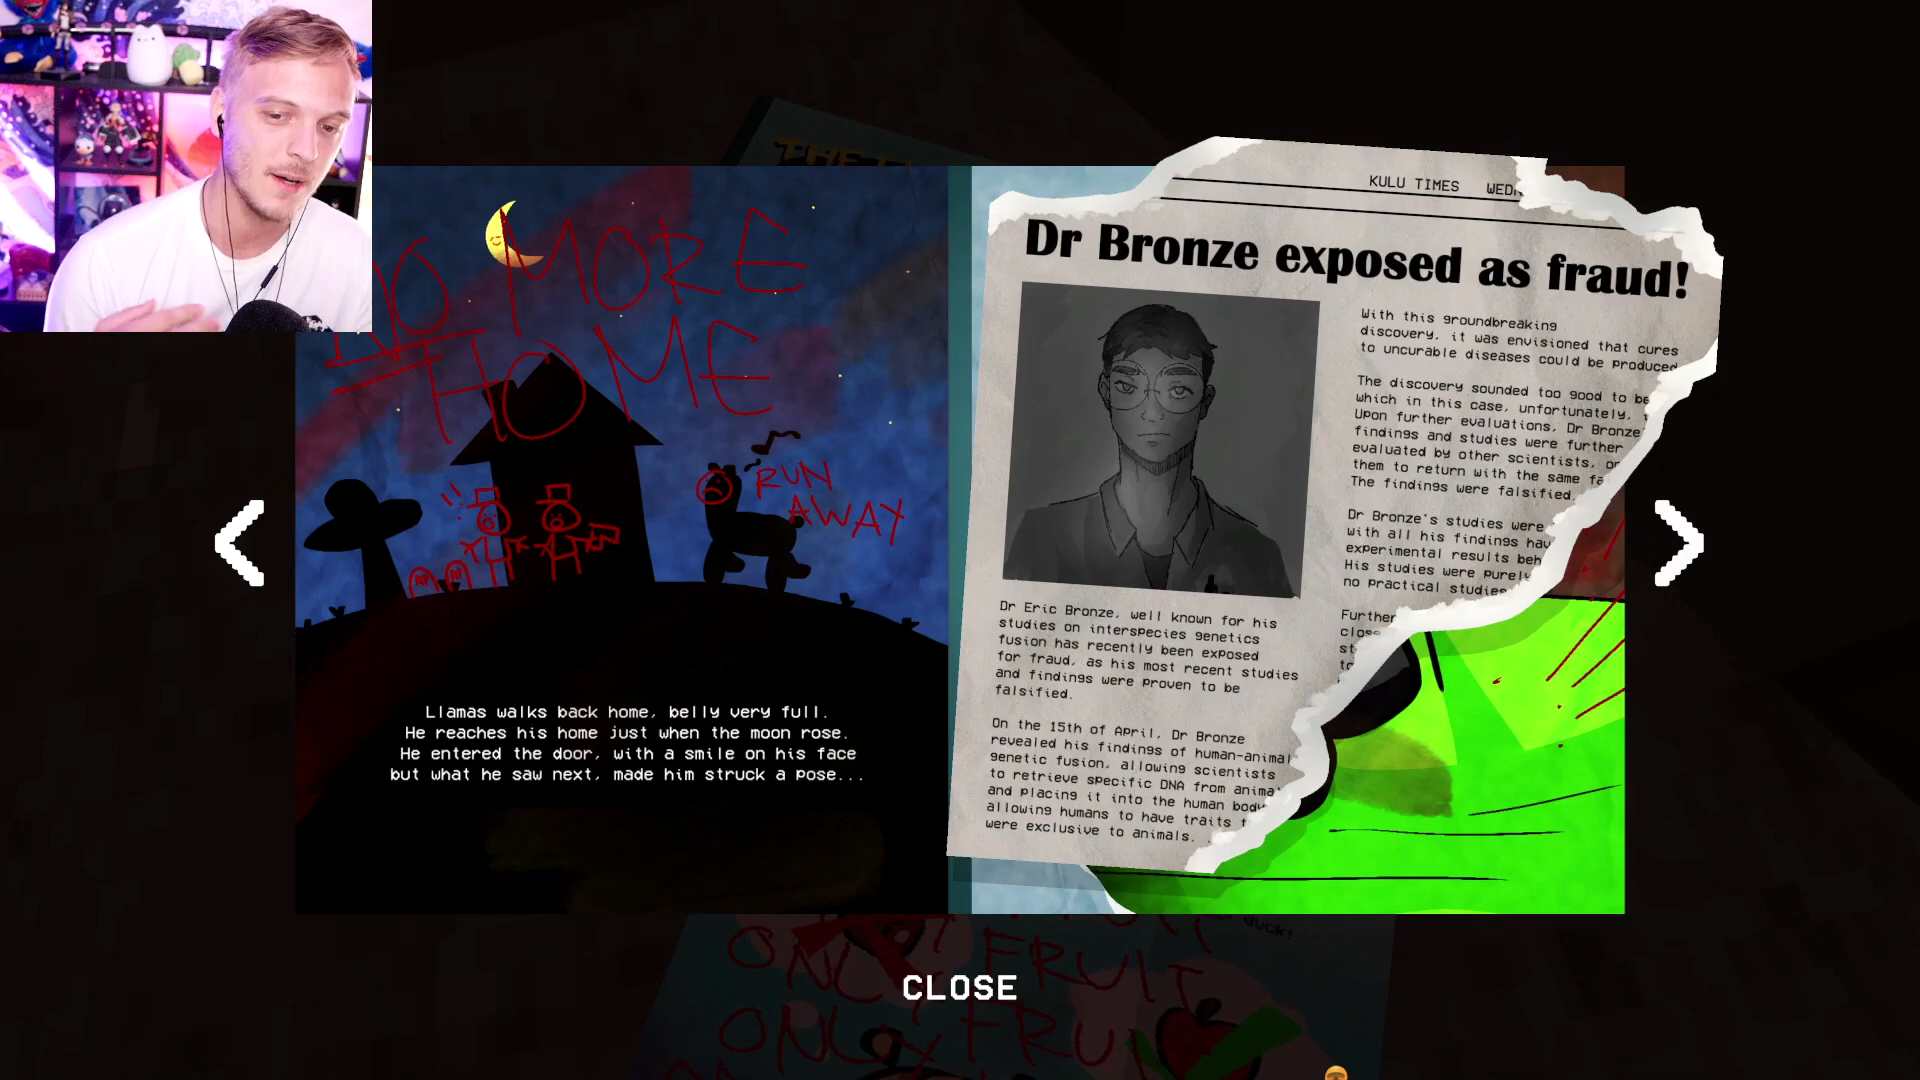 NO MORE
HOME
RUN
AWAY
RIP
RIP
Llamas walks back home, belly very full.
He reaches his home just when the moon rose.
He entered the door, with a smile on his face
but what he saw next, made him struck a pose...
KULU TIMES
Dr Bronze exposed as fraud!
Dr Eric Bronze, well known for his
studies on interspecies genetics
fusion has recently been exposed
for fraud, as his most recent studies
and findings were proven to be
falsified.
On the 15th of April, Dr Bronze
revealed his findings of human-animal
genetic fusion, allowing scientists
to retrieve specific DNA from
and placing it into the human body
allowing humans to have traits
were exclusive to animals.
With this groundbreaking
discovery, it was envisioned that cures
to uncurable diseases could be produced
The discovery sounded too good to be
which in this case, unfortunately,
Upon further evaluations, Dr Bronze
findings and studies were further
evaluated by other scientists,
them to return with the same
The findings were falsified.
Dr Bronze's studies were
with all his findings
experimental results
His studies were purely
no practical studies
Further
duck!
ONLY FRUIT
ONLY FRUIT
CLOSE